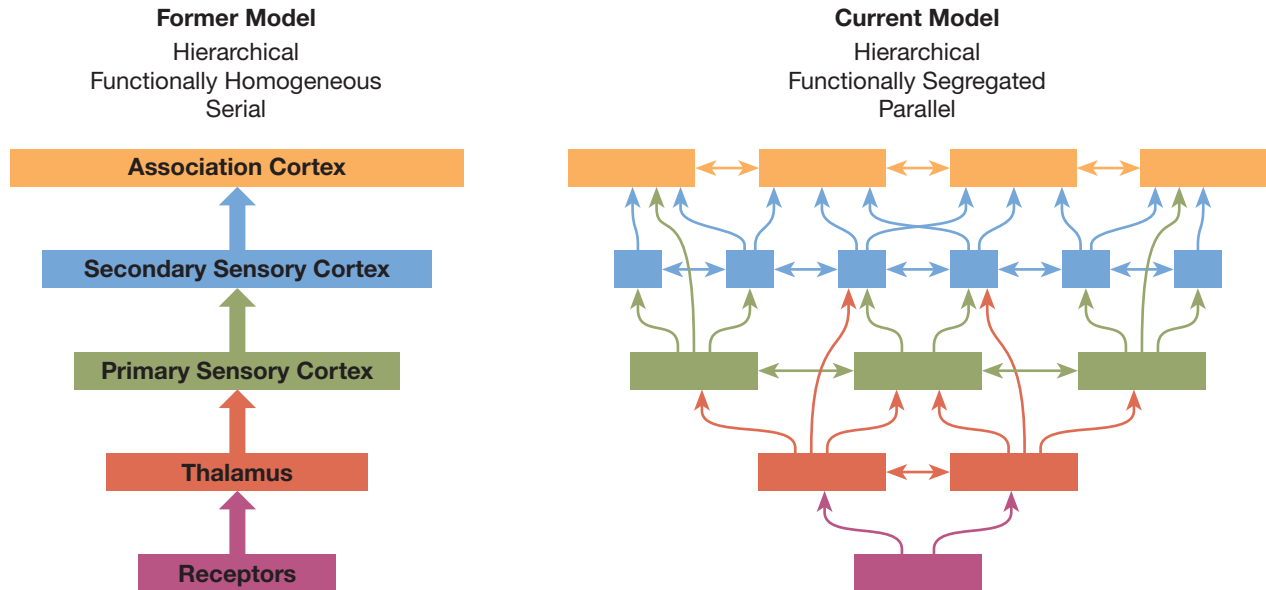 Former Model
Hierarchical
Functionally Homogeneous
Serial
Association Cortex
Secondary Sensory Cortex
Primary Sensory Cortex
Thalamus
Receptors
Current Model
Hierarchical
Functionally Segregated
Parallel